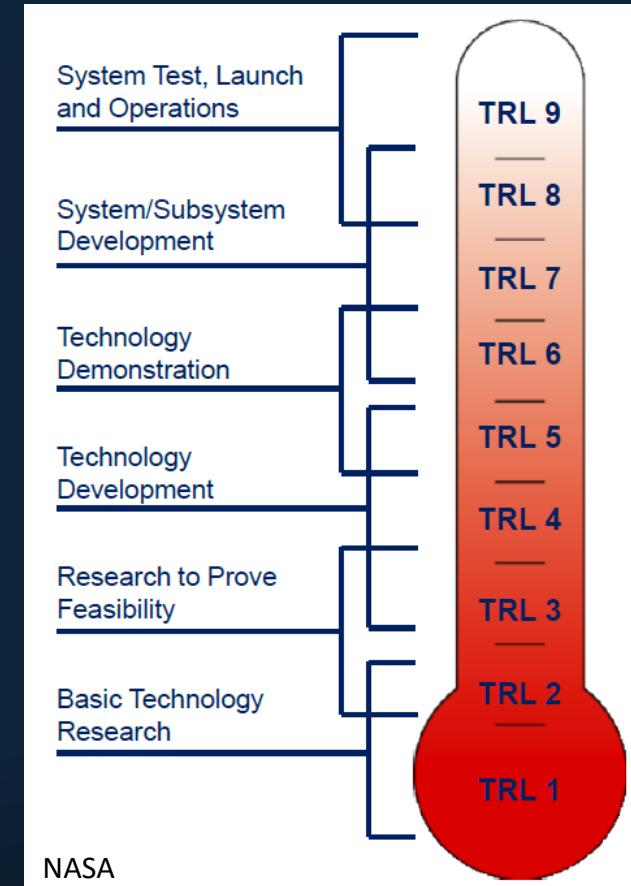 System Test, Launch
and Operations
System/Subsystem
Development
Technology
Demonstration
Technology
Development
Research to Prove
Feasibility
Basic Technology
Research
TRL 9
TRL 8
TRL 7
TRL 6
TRL 5
TRL 4
TRL 3
TRL 2
TRL 1
NASA